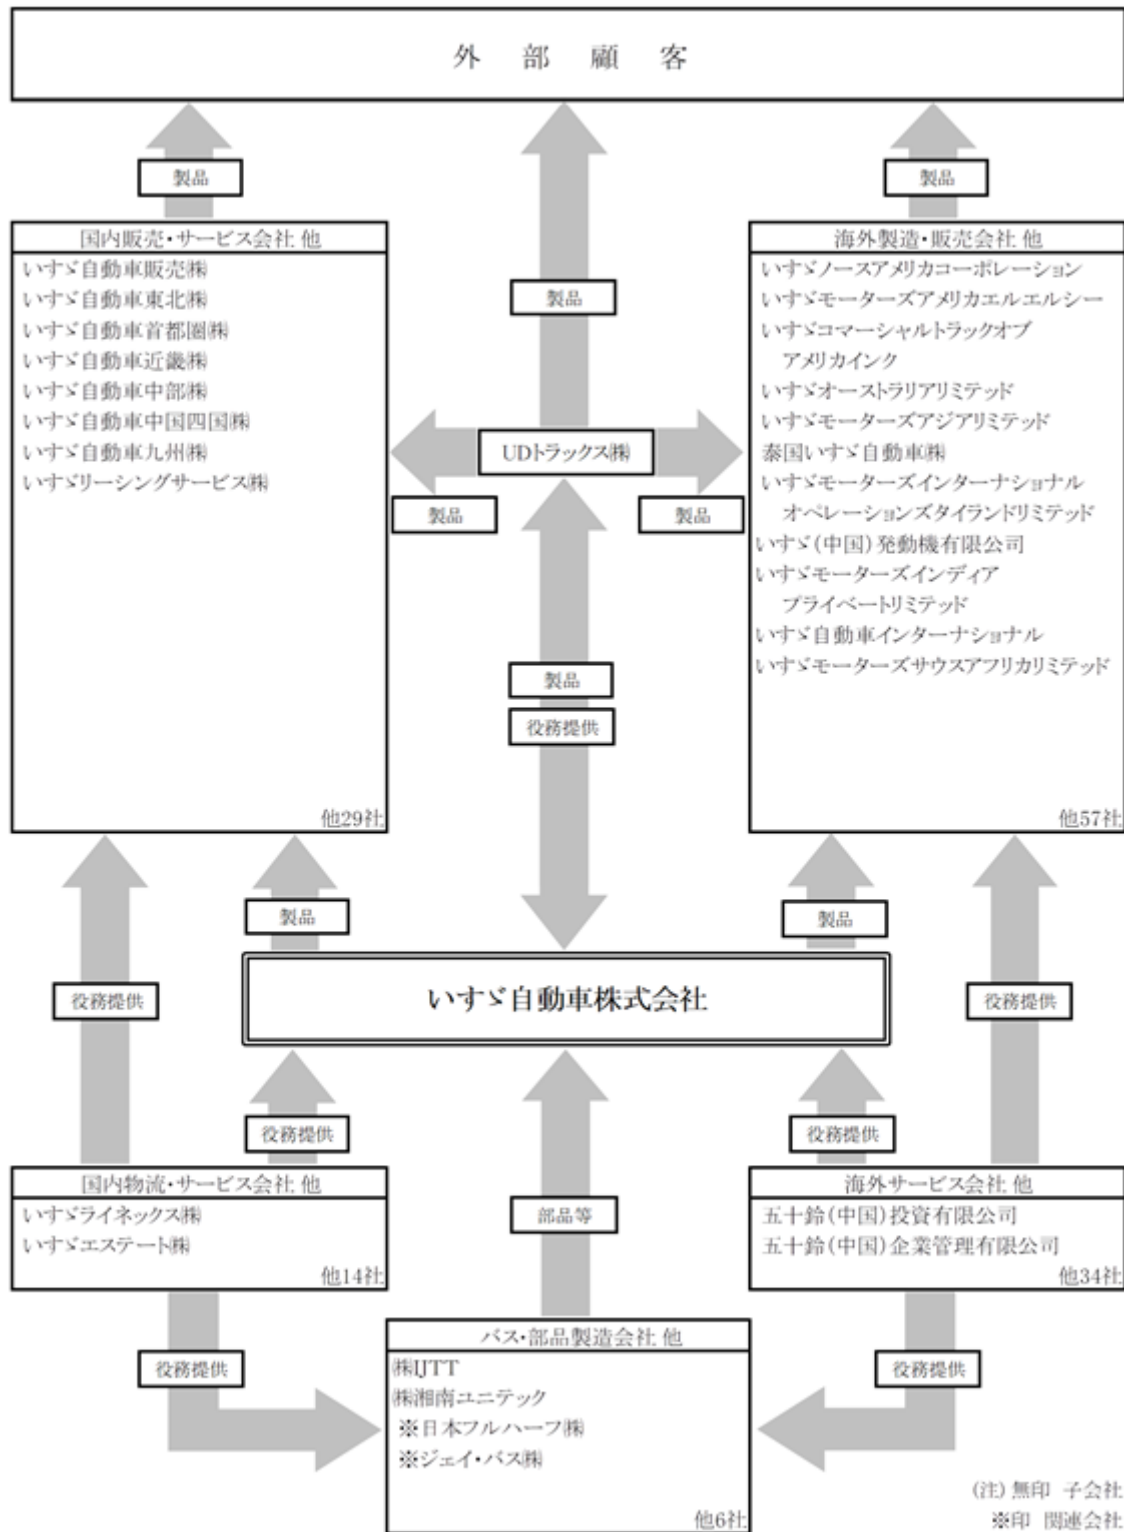 外部顧客
製品
製品
製品
国内販売・サービス会社 他
いすゞ自動車販売㈱
いすゞ自動車東北㈱
いすゞ自動車首都圏㈱
いすゞ自動車近畿㈱
いすゞ自動車中部㈱
いすゞ自動車中国四国㈱
いすゞ自動車九州㈱
いすゞリーシングサービス㈱
他29社
UDトラックス㈱
製品
製品
製品
役務提供
海外製造・販売会社 他
いすゞノースアメリカコーポレーション
いすゞモーターズアメリカエルエルシー
いすゞコマーシャルトラックオブ
アメリカインク
いすゞオーストラリアリミテッド
いすゞモーターズアジアリミテッド
泰国いすゞ自動車㈱
いすゞモーターズインターナショナル
オペレーションズタイランドリミテッド
いすゞ(中国)発動機有限公司
いすゞモーターズインディア
プライベートリミテッド
いすゞ自動車インターナショナル
いすゞモーターズサウスアフリカリミテッド
他57社
製品
製品
役務提供
いすゞ自動車株式会社
役務提供
役務提供
部品等
役務提供
国内物流・サービス会社 他
いすゞライネックス㈱
いすゞエステート㈱
他14社
海外サービス会社 他
五十鈴(中国)投資有限公司
五十鈴(中国)企業管理有限公司
他34社
役務提供
役務提供
バス・部品製造会社 他
㈱IJTT
㈱湘南ユニテック
※日本フルハーフ㈱
※ジェイ・バス㈱
他6社
(注) 無印 子会社
※印 関連会社